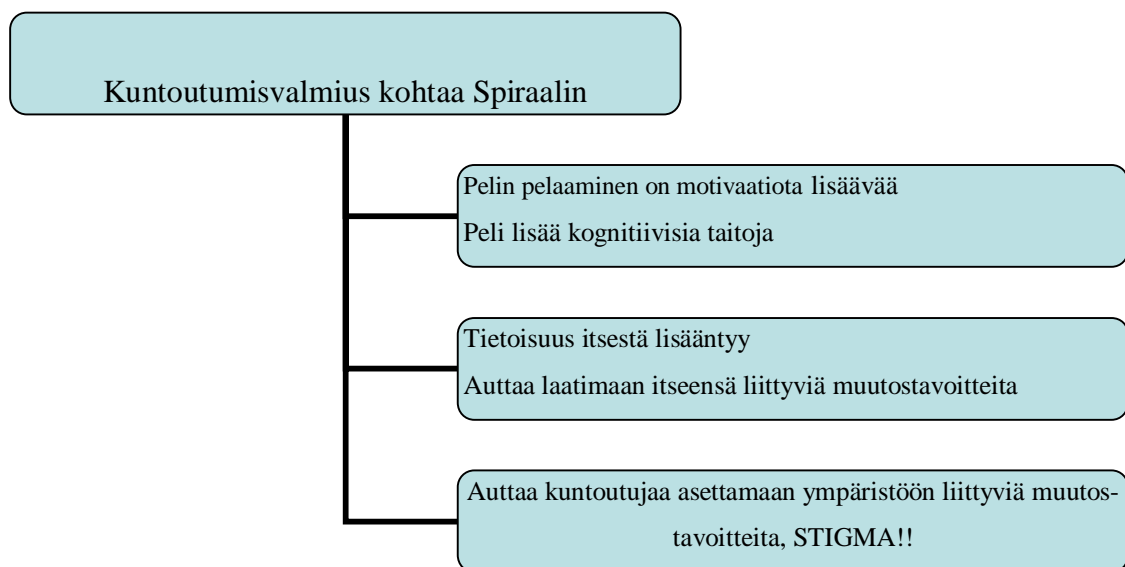 Kuntoutumisvalmius kohtaa Spiraalin
Pelin pelaaminen on motivaatiota lisäävää
Peli lisää kognitiivisia taitoja
Tietoisuus itsestä lisääntyy
Auttaa laatimaan itseensä liittyviä muutostavoitteita
Auttaa kuntoutujaa asettamaan ympäristöön liittyviä muutos-
tavoitteita, STIGMA!!